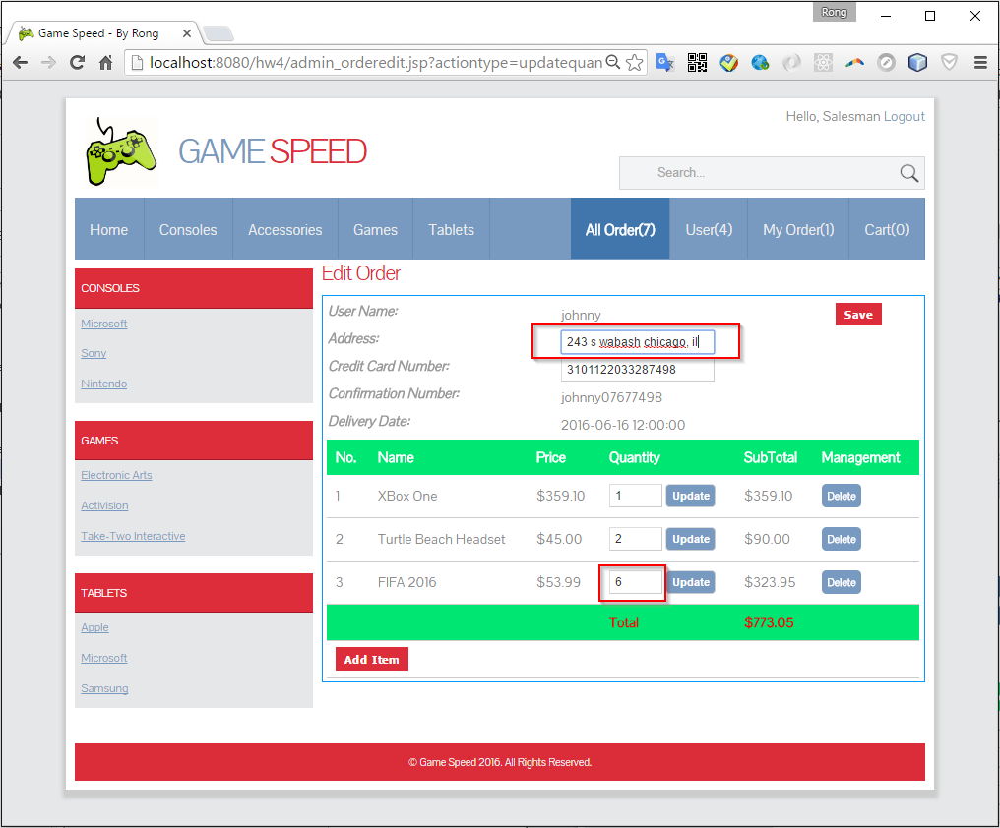 Rong
Game Speed - By Rong
localhost:8080/hw4/admin_orderedit.jsp?actiontype=updatequan
Hello, Salesman Logout
GAME SPEED
Search...
Home Consoles Accessories Games Tablets All Order(7) User(4) My Order(1) Cart(0)
CONSOLES
Microsoft
Sony
Nintendo
GAMES
Electronic Arts
Activision
Take-Two Interactive
TABLETS
Apple
Microsoft
Samsung
Edit Order
User Name: johnny Save
Address: 243 s wabash chicago, il
Credit Card Number: 3101122033287498
Confirmation Number: johnny07677498
Delivery Date: 2016-06-16 12:00:00
No. Name Price Quantity SubTotal Management
1 XBox One $359.10 1 Update $359.10 Delete
2 Turtle Beach Headset $45.00 2 Update $90.00 Delete
3 FIFA 2016 $53.99 6 Update $323.95 Delete
Total $773.05
Add Item
© Game Speed 2016. All Rights Reserved.